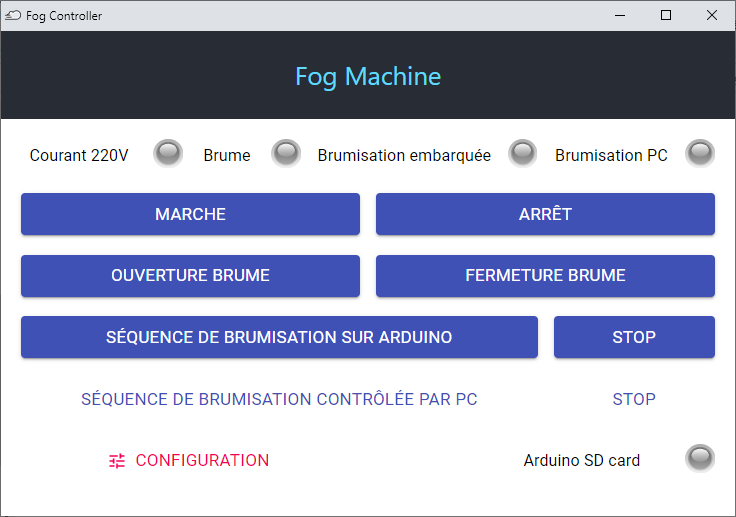 Fog Controller
Fog Machine
Courant 220V Brume Brumisation embarquée Brumisation PC
MARCHE ARRÊT
OUVERTURE BRUME FERMETURE BRUME
SÉQUENCE DE BRUMISATION SUR ARDUINO STOP
SÉQUENCE DE BRUMISATION CONTRÔLÉE PAR PC STOP
CONFIGURATION Arduino SD card